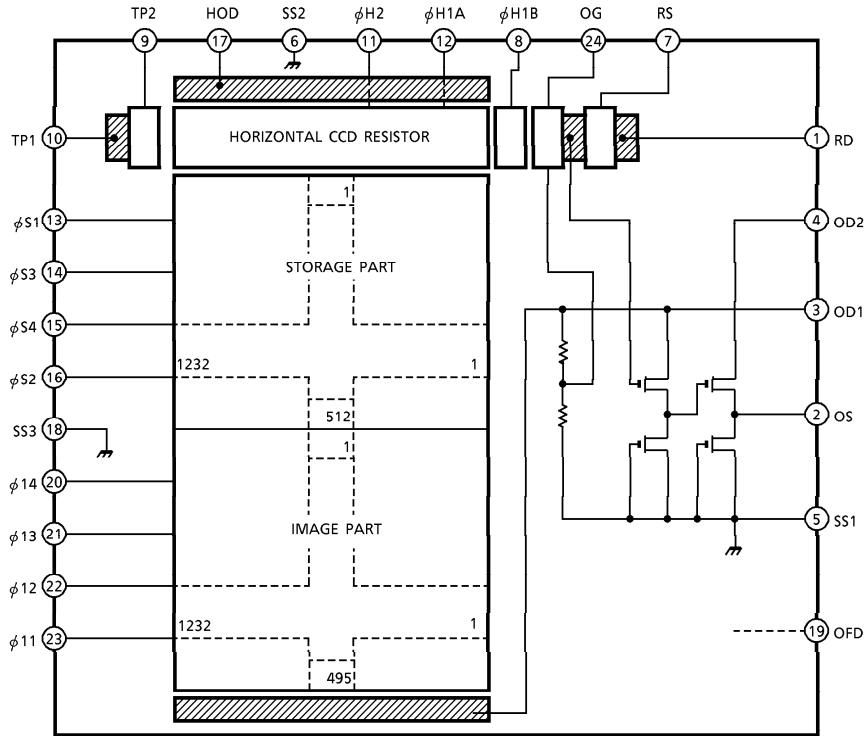 TP2 HOD SS2 ϕH2 ϕH1A ϕH1B OG RS
9 17 6 11 12 8 24 7
TP1 10 HORIZONTAL CCD RESISTOR 1 RD
1
ϕS1 13 4 OD2
STORAGE PART
ϕS3 14
3 OD1
ϕS4 15
1232 1
ϕS2 16
512 2 OS
SS3 18
1
ϕ14 20
5 SS1
IMAGE PART
ϕ13 21
ϕ12 22
1232 1 19 OFD
ϕ11 23
495